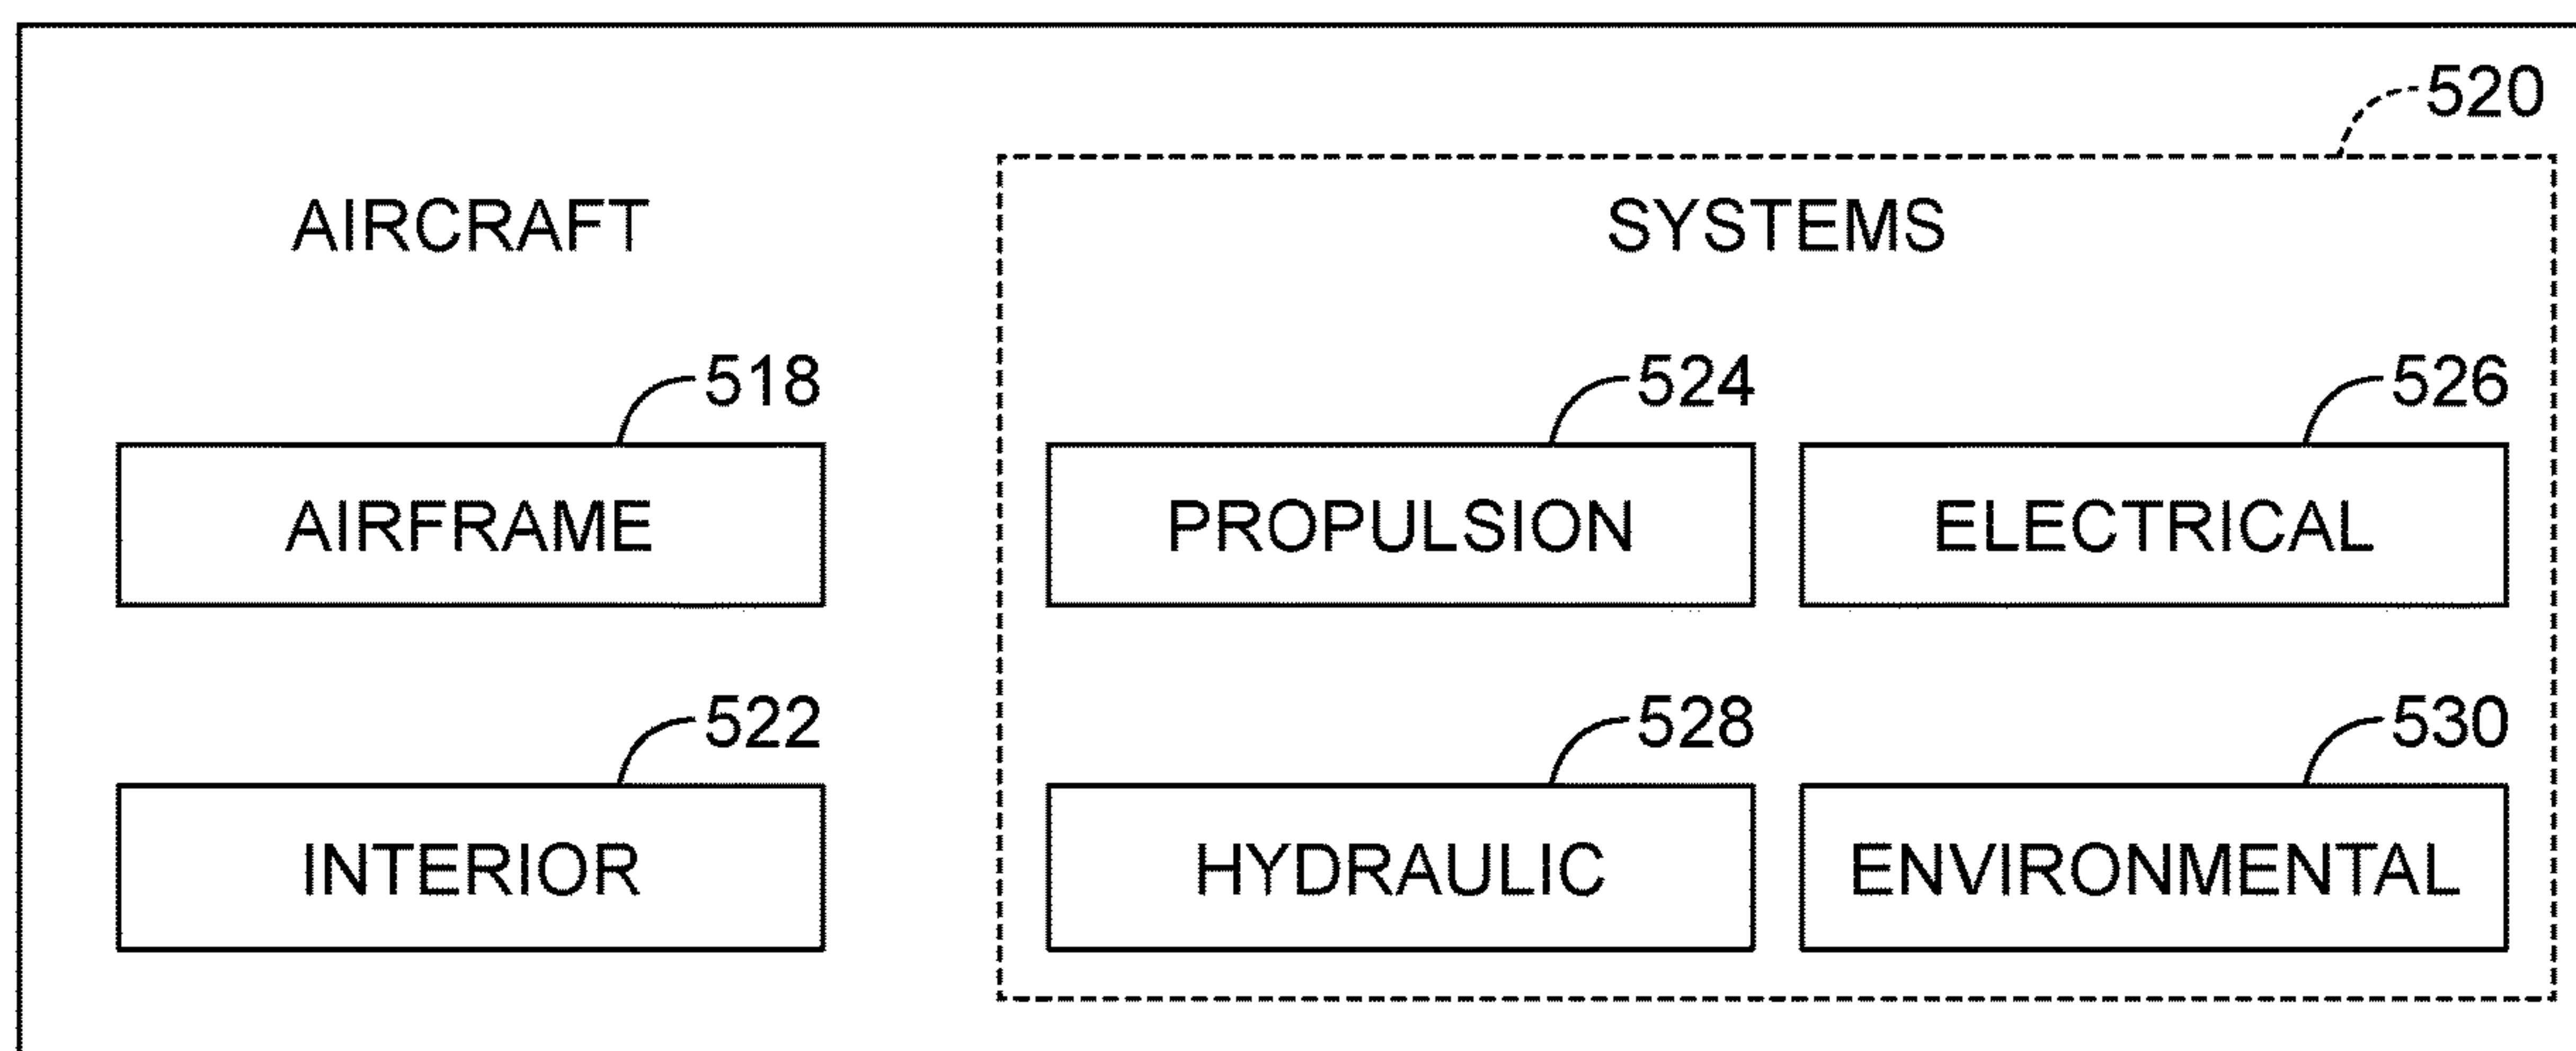 520
AIRCRAFT
SYSTEMS
518
524
526
AIRFRAME
PROPULSION
ELECTRICAL
522
528
530
INTERIOR
HYDRAULIC
ENVIRONMENTAL